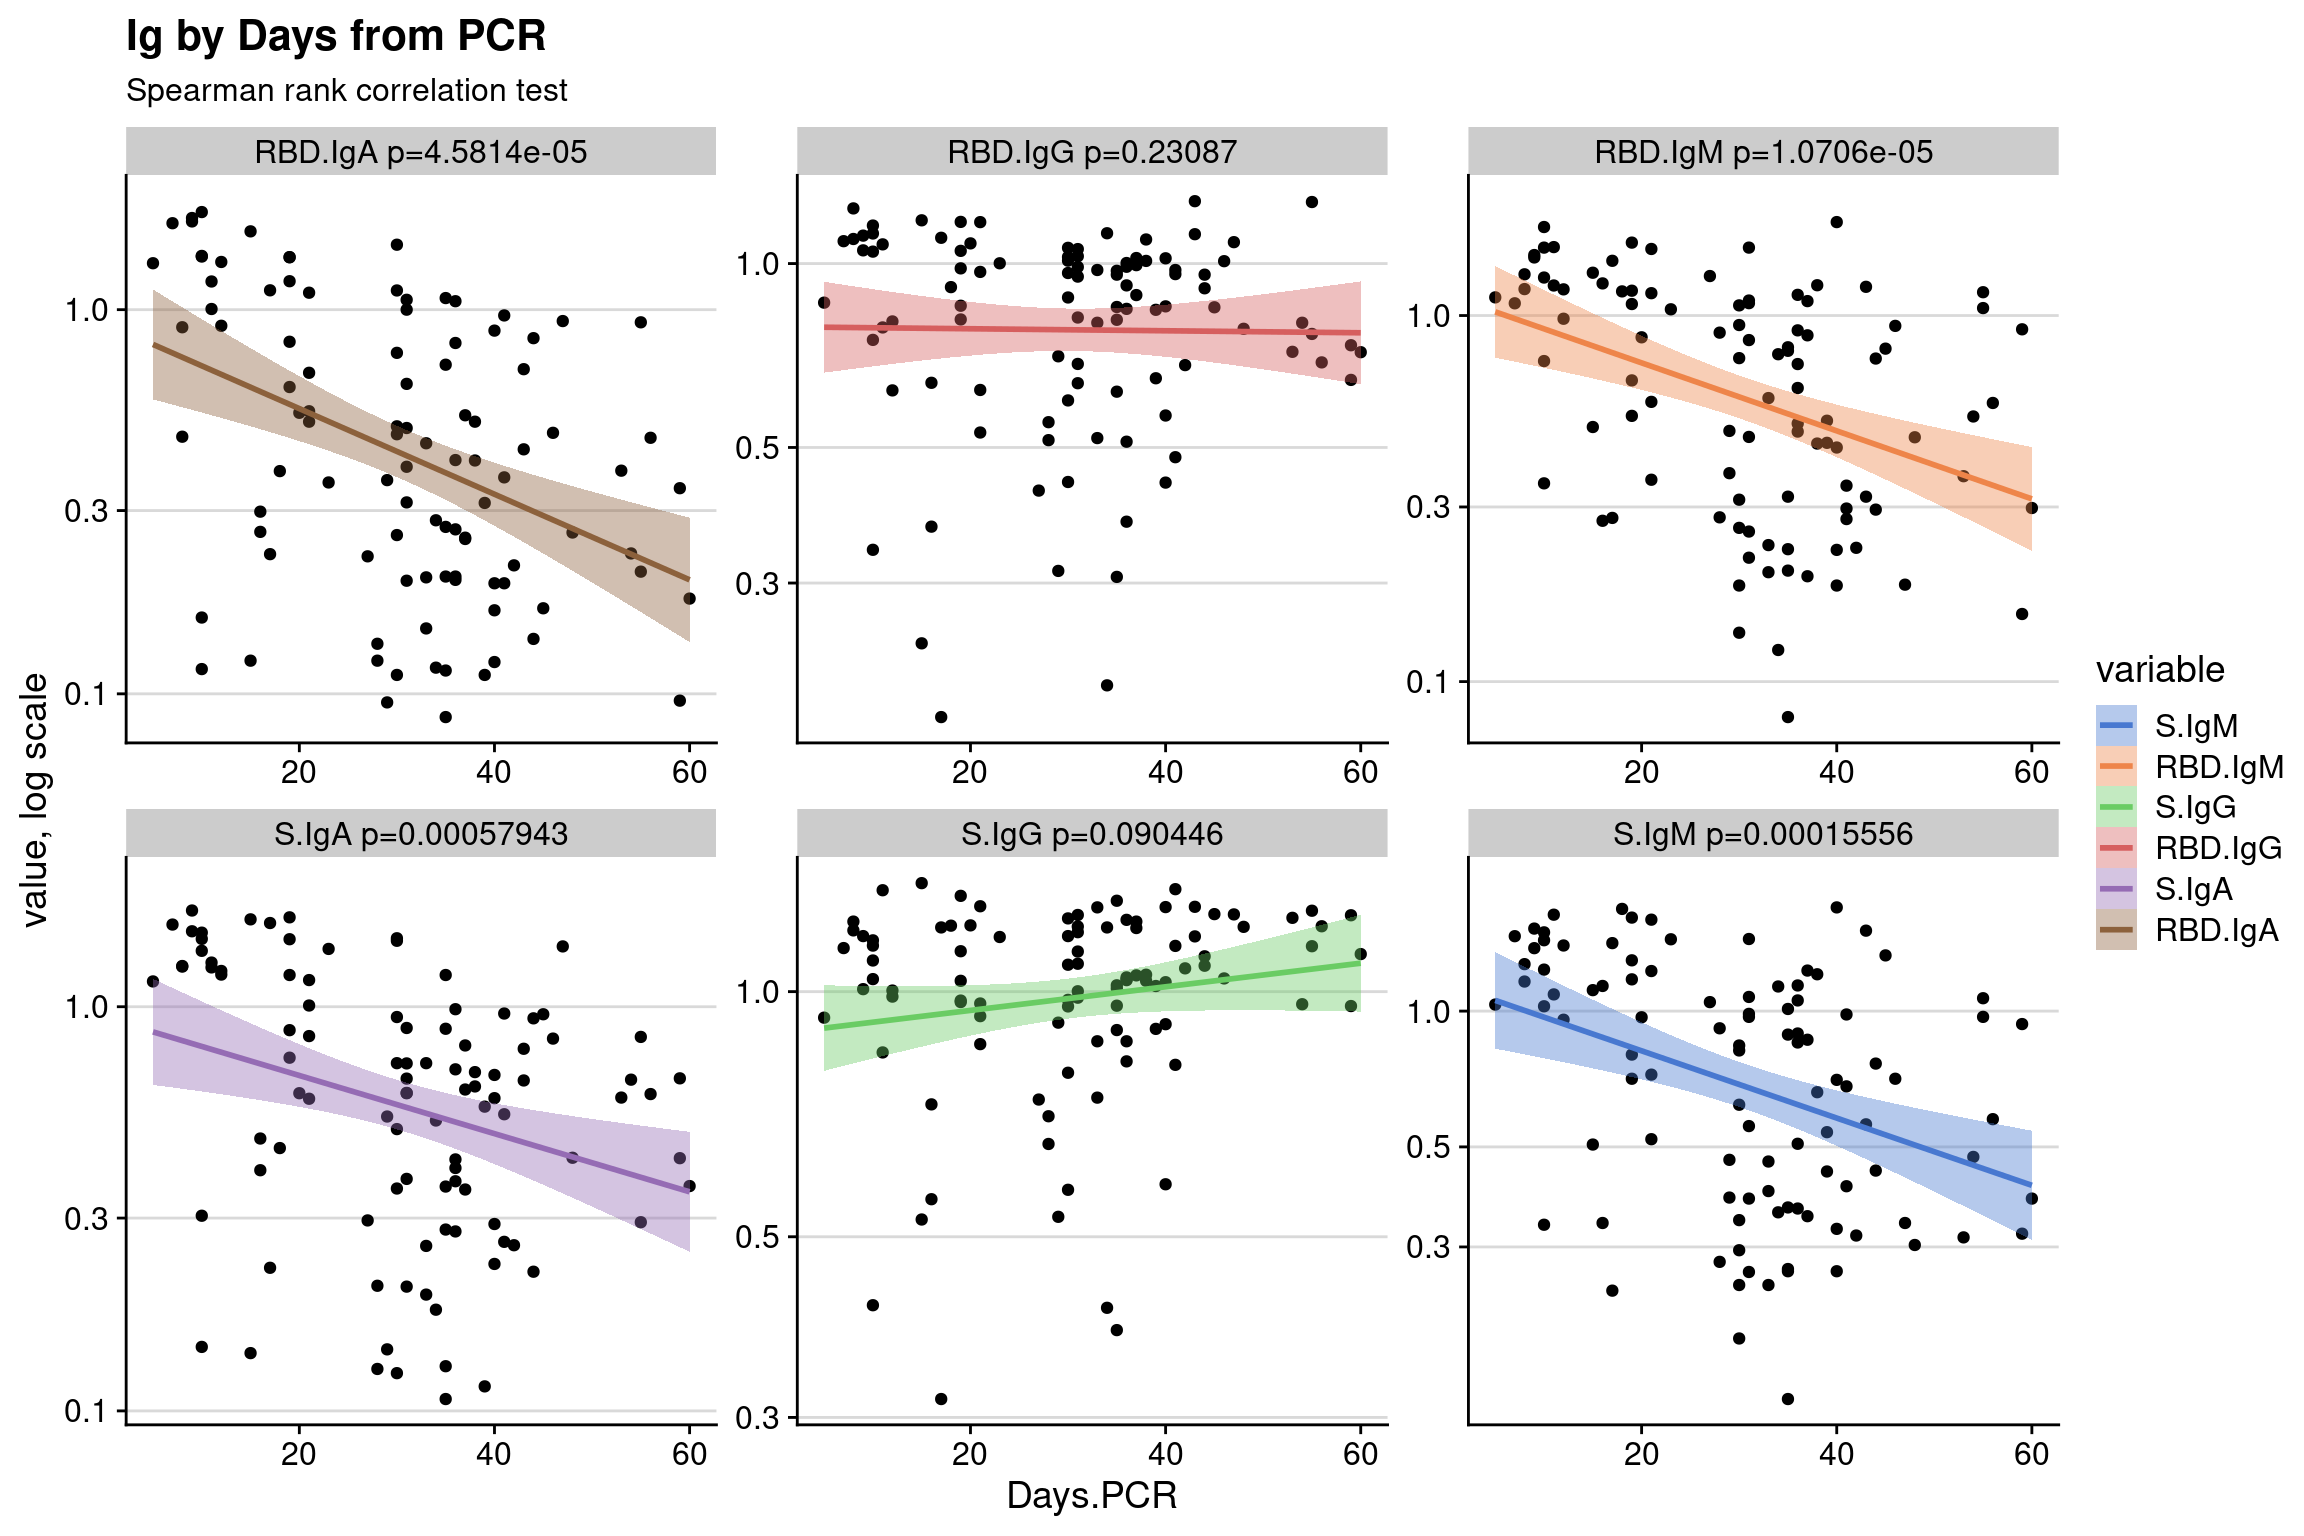 Ig by Days from PCR
Spearman rank correlation test
RBD.IgA p=4.5814e-05
RBD.IgG p=0.23087
RBD.IgM p=1.0706e-05
1.0
0.3
0.1
20
40
60
1.0
0.5
0.3
20
40
60
1.0
0.3
0.1
20
40
60
value, log scale
S.IgA p=0.00057943
S.IgG p=0.090446
S.IgM p=0.00015556
1.0
0.3
0.1
20
40
60
1.0
0.5
0.3
20
40
60
1.0
0.5
0.3
20
40
60
Days.PCR
variable
S.IgM
RBD.IgM
S.IgG
RBD.IgG
S.IgA
RBD.IgA